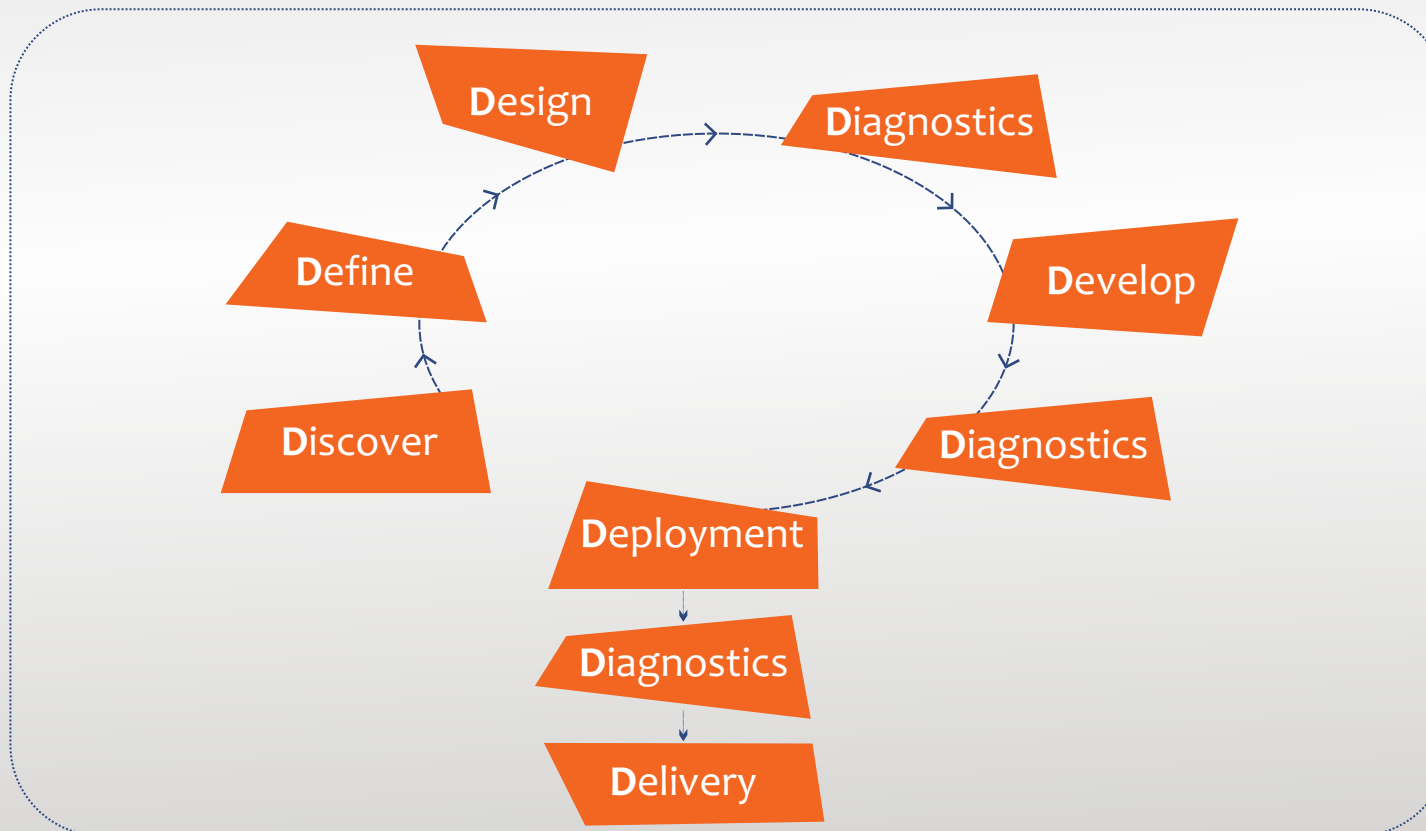 Design
Diagnostics
Define
Develop
Discover
Diagnostics
Deployment
Diagnostics
Delivery